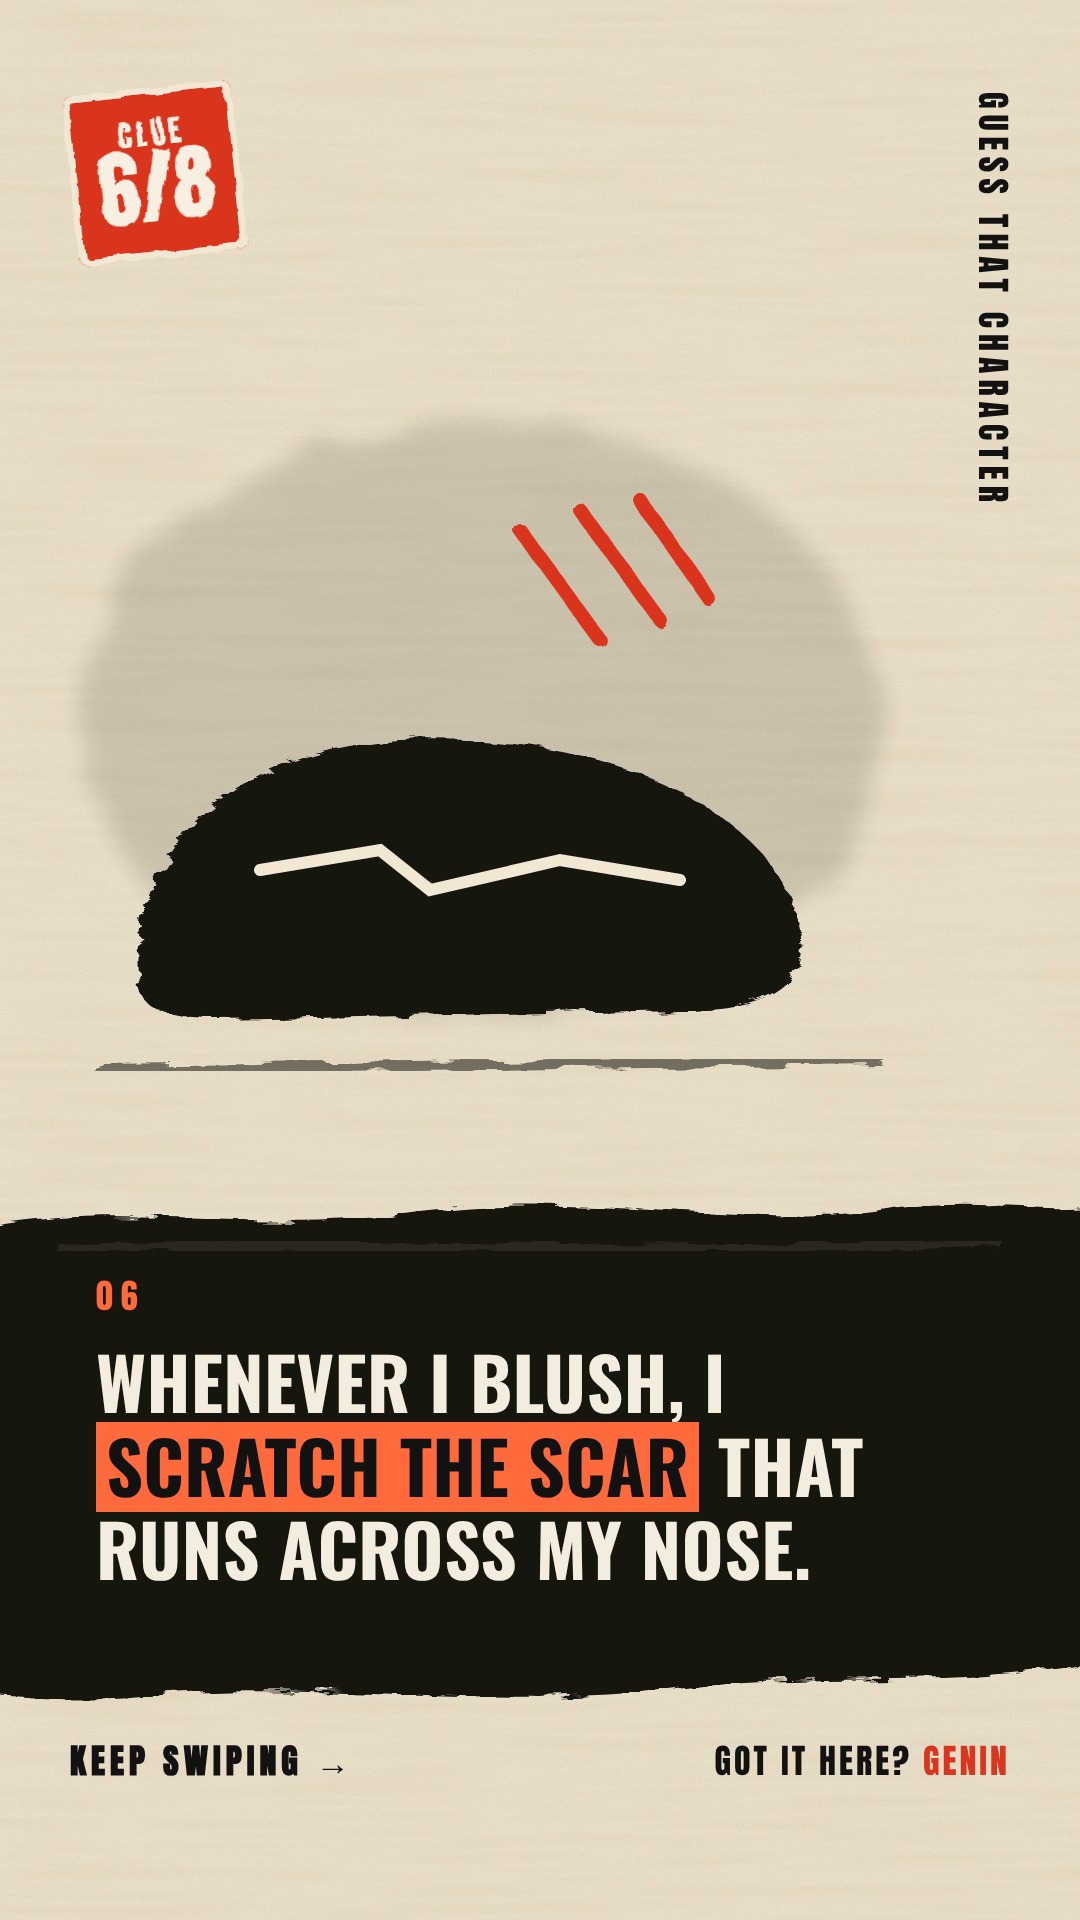 CLUE
6/8
GUESS THAT CHARACTER
06
WHENEVER I BLUSH, I
SCRATCH THE SCAR THAT
RUNS ACROSS MY NOSE.
KEEP SWIPING →
GOT IT HERE? GENIN